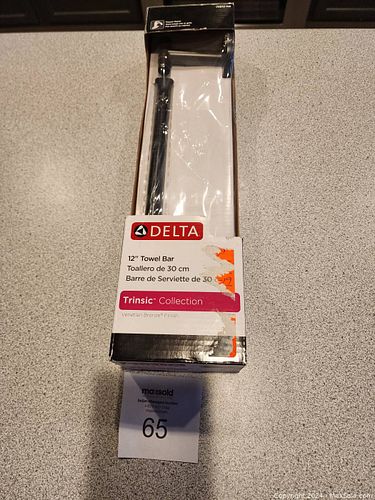 DELTA
12" Towel Bar
Toallero de 30 cm
Barre de Serviette de 30
Trinsic™ Collection
Venetian Bronze® Finish
maxsold
65
Copyright 2024 - MaxSold.com